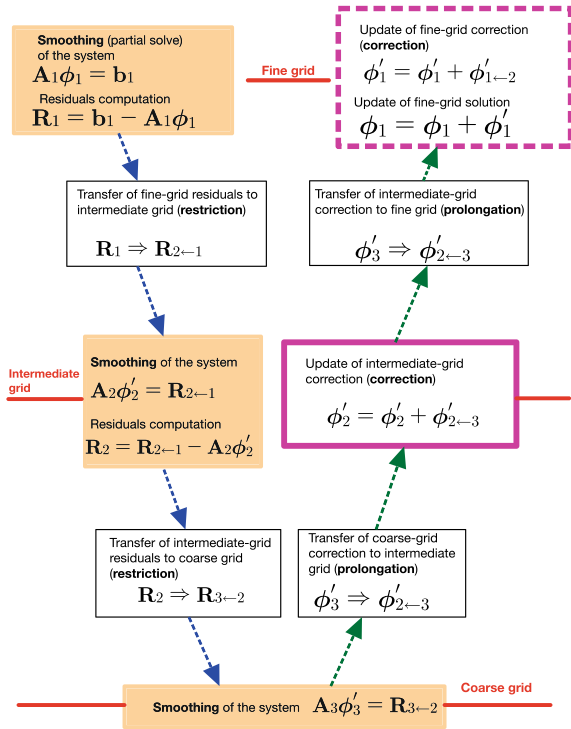 Smoothing (partial solve)
of the system
A₁ϕ₁ = b₁
Residuals computation
R₁ = b₁ − A₁ϕ₁
Fine grid
Update of fine-grid correction
(correction)
ϕ′₁ = ϕ′₁ + ϕ′₁←₂
Update of fine-grid solution
ϕ₁ = ϕ₁ + ϕ′₁
Transfer of fine-grid residuals to
intermediate grid (restriction)
R₁ ⇒ R₂←₁
Transfer of intermediate-grid
correction to fine grid (prolongation)
ϕ′₃ ⇒ ϕ′₂←₃
Intermediate
grid
Smoothing of the system
A₂ϕ′₂ = R₂←₁
Residuals computation
R₂ = R₂←₁ − A₂ϕ′₂
Update of intermediate-grid
correction (correction)
ϕ′₂ = ϕ′₂ + ϕ′₂←₃
Transfer of intermediate-grid
residuals to coarse grid
(restriction)
R₂ ⇒ R₃←₂
Transfer of coarse-grid
correction to intermediate
grid (prolongation)
ϕ′₃ ⇒ ϕ′₂←₃
Smoothing of the system A₃ϕ′₃ = R₃←₂
Coarse grid